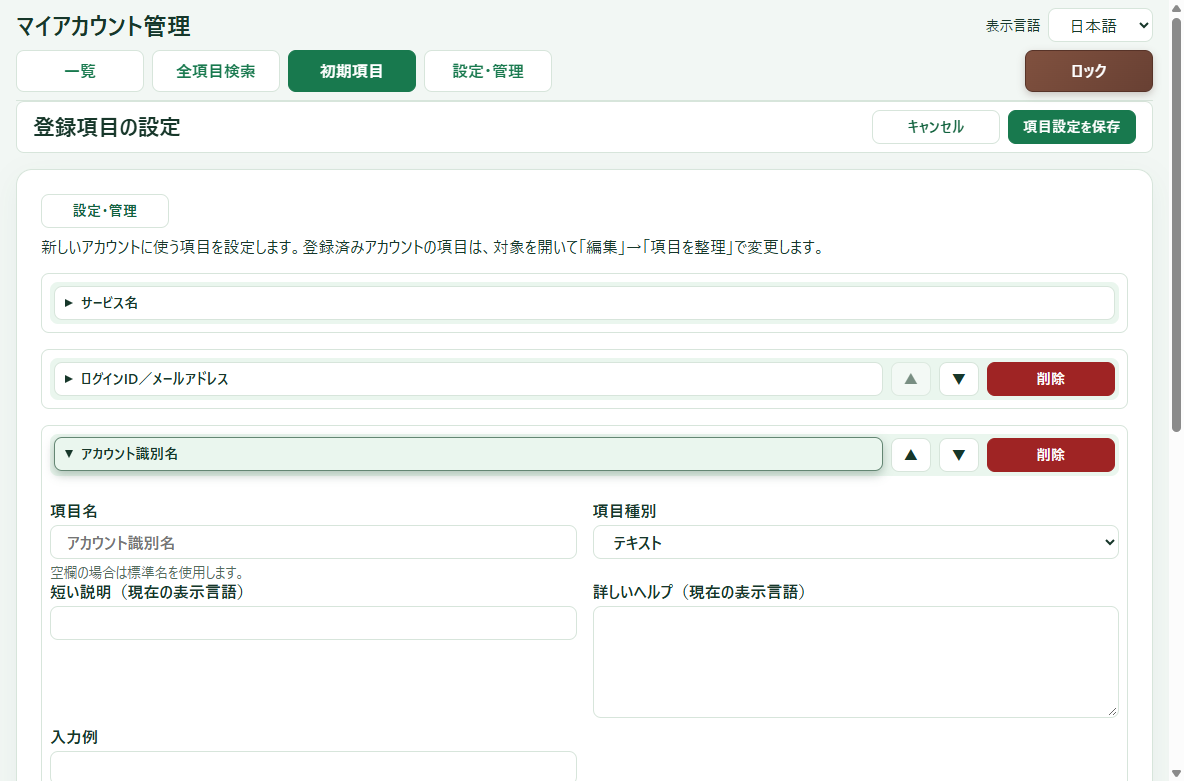 マイアカウント管理
表示言語 日本語
一覧 全項目検索 初期項目 設定・管理 ロック
登録項目の設定 キャンセル 項目設定を保存
設定・管理
新しいアカウントに使う項目を設定します。登録済みアカウントの項目は、対象を開いて「編集」→「項目を整理」で変更します。
▶ サービス名
▶ ログインID／メールアドレス ▲ ▼ 削除
▼ アカウント識別名 ▲ ▼ 削除
項目名 項目種別
アカウント識別名 テキスト
空欄の場合は標準名を使用します。
短い説明（現在の表示言語） 詳しいヘルプ（現在の表示言語）
入力例